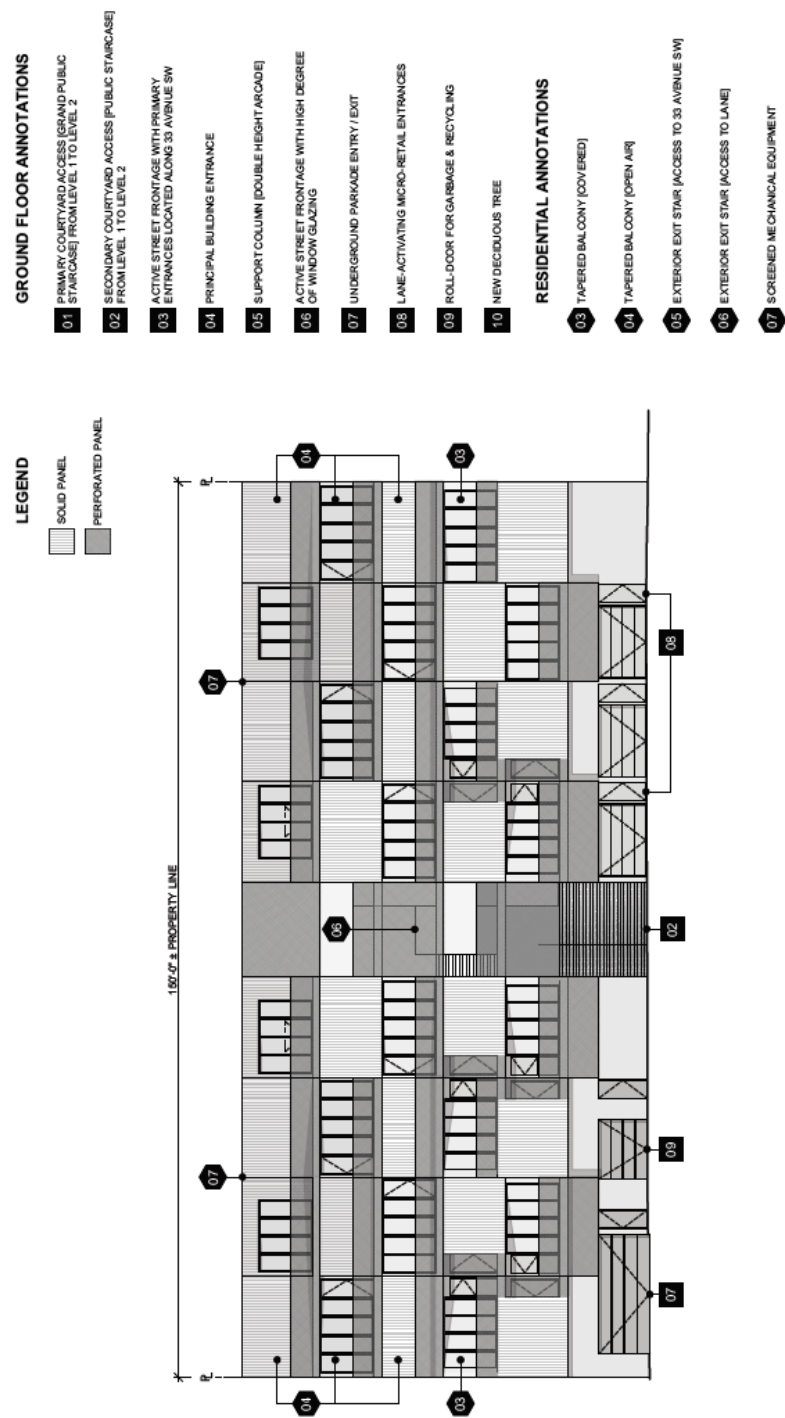 GROUND FLOOR ANNOTATIONS
01 PRIMARY COURTYARD ACCESS [GRAND PUBLIC
STAIRCASE] FROM LEVEL 1 TO LEVEL 2
02 SECONDARY COURTYARD ACCESS [PUBLIC STAIRCASE]
FROM LEVEL 1 TO LEVEL 2
03 ACTIVE STREET FRONTAGE WITH PRIMARY
ENTRANCES LOCATED ALONG 33 AVENUE SW
04 PRINCIPAL BUILDING ENTRANCE
05 SUPPORT COLUMN [DOUBLE HEIGHT ARCADE]
06 ACTIVE STREET FRONTAGE WITH HIGH DEGREE
OF WINDOW GLAZING
07 UNDERGROUND PARKADE ENTRY / EXIT
08 LANE-ACTIVATING MICRO-RETAIL ENTRANCES
09 ROLL-DOOR FOR GARBAGE & RECYCLING
10 NEW DECIDUOUS TREE
RESIDENTIAL ANNOTATIONS
03 TAPERED BALCONY [COVERED]
04 TAPERED BALCONY [OPEN AIR]
05 EXTERIOR EXIT STAIR [ACCESS TO 33 AVENUE SW]
06 EXTERIOR EXIT STAIR [ACCESS TO LANE]
07 SCREENED MECHANICAL EQUIPMENT
LEGEND
SOLID PANEL
PERFORATED PANEL
150'-0" ± PROPERTY LINE
PL
PL
04
07
07
04
03
06
03
07
09
02
08